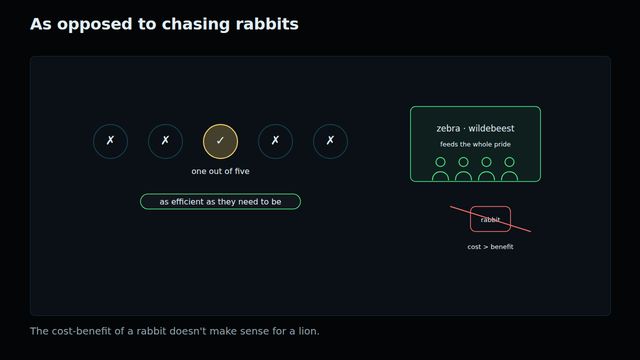 As opposed to chasing rabbits
✗ ✗ ✓ ✗ ✗
one out of five
as efficient as they need to be
zebra · wildebeest
feeds the whole pride
rabbit
cost > benefit
The cost-benefit of a rabbit doesn't make sense for a lion.